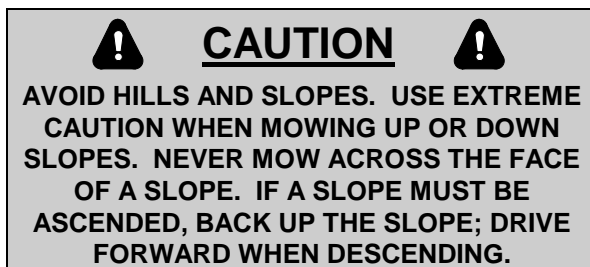 CAUTION
AVOID HILLS AND SLOPES. USE EXTREME
CAUTION WHEN MOWING UP OR DOWN
SLOPES. NEVER MOW ACROSS THE FACE
OF A SLOPE. IF A SLOPE MUST BE
ASCENDED, BACK UP THE SLOPE; DRIVE
FORWARD WHEN DESCENDING.